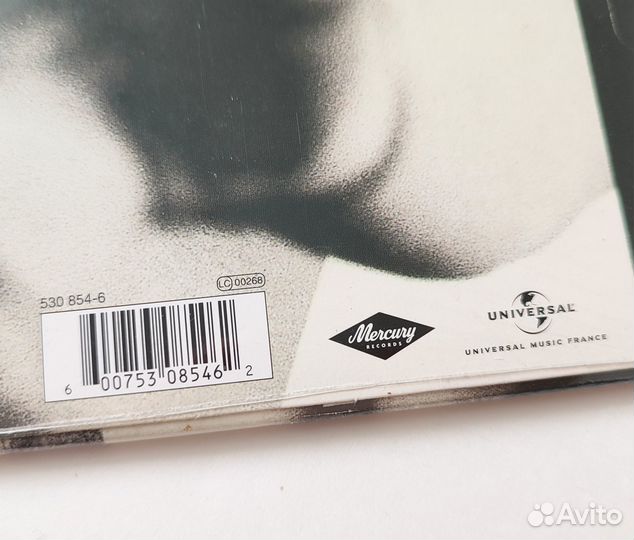 530 854-6
LC 00268
6 00753 08546 2
Mercury
RECORDS
UNIVERSAL
UNIVERSAL MUSIC FRANCE
Avito